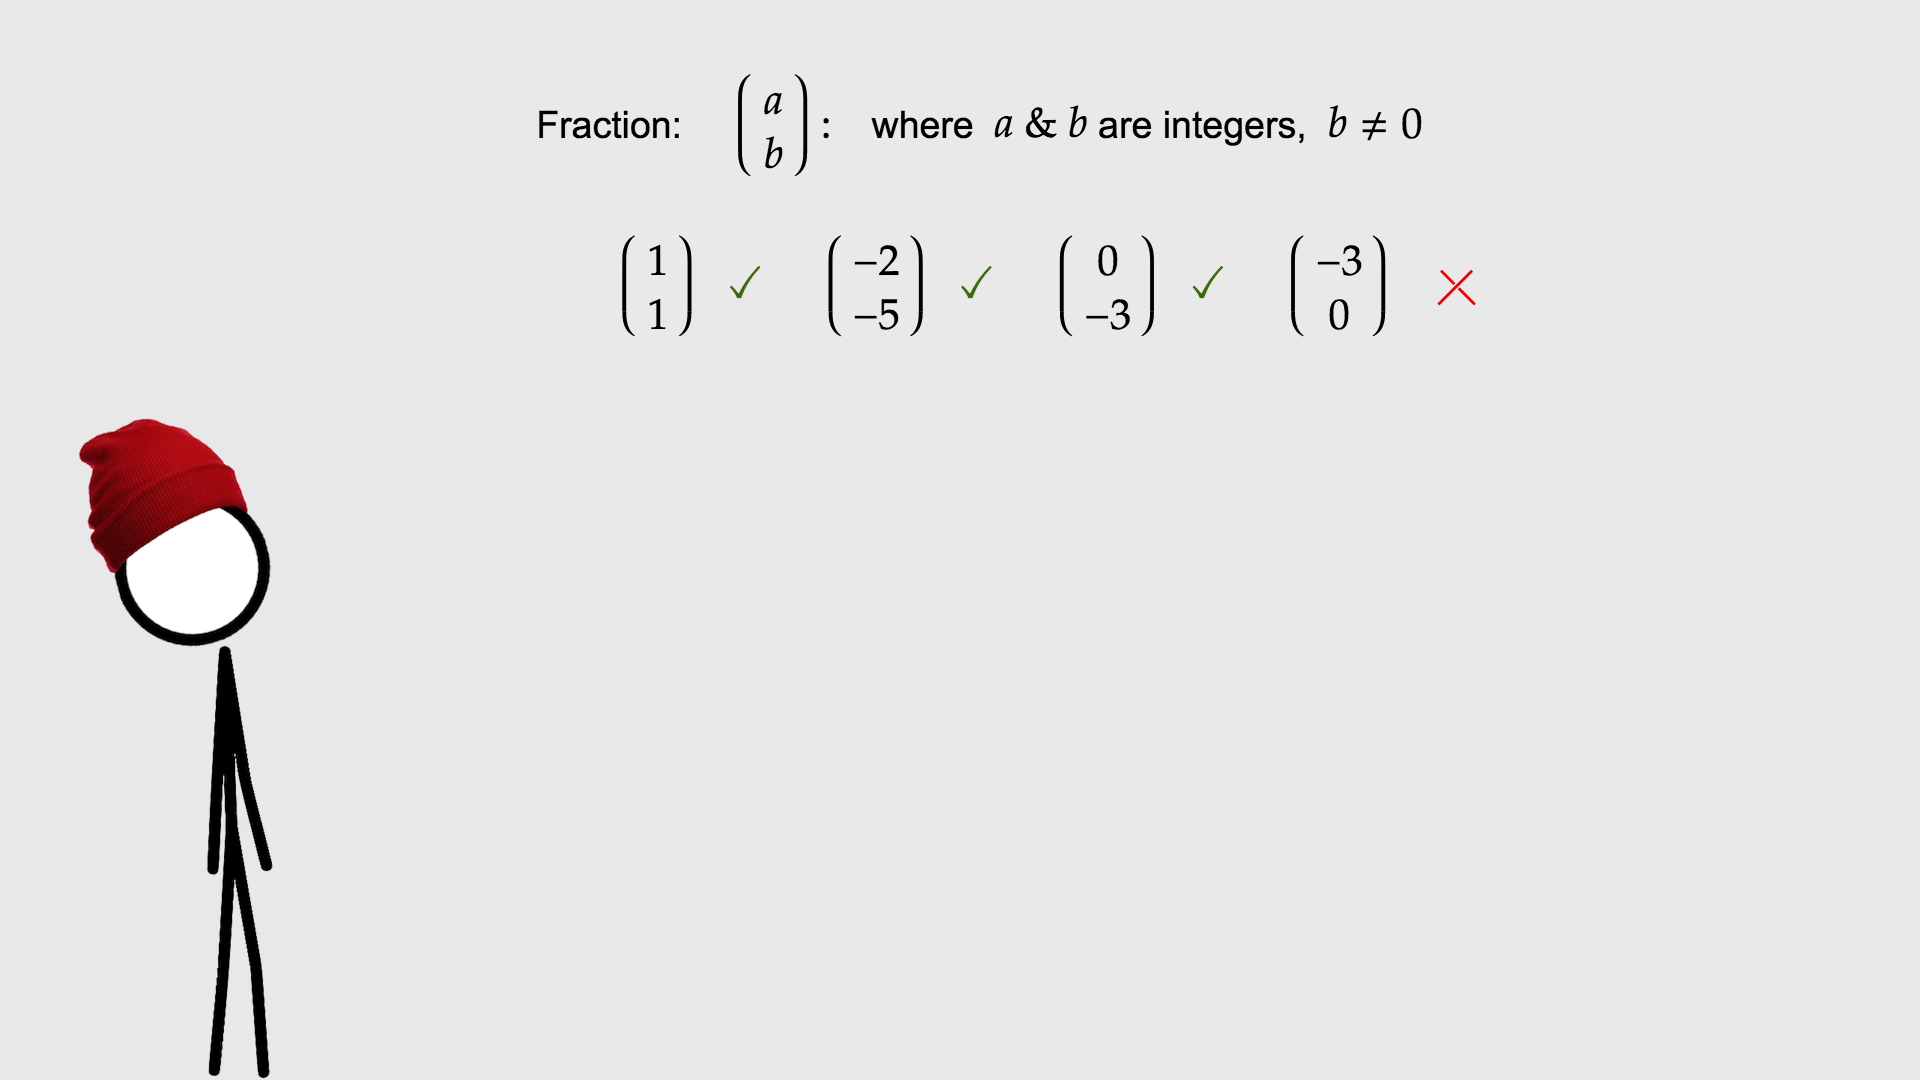 Fraction: (a b) : where a & b are integers, b ≠ 0
(1 1) ✓ (−2 −5) ✓ (0 −3) ✓ (−3 0) ✕